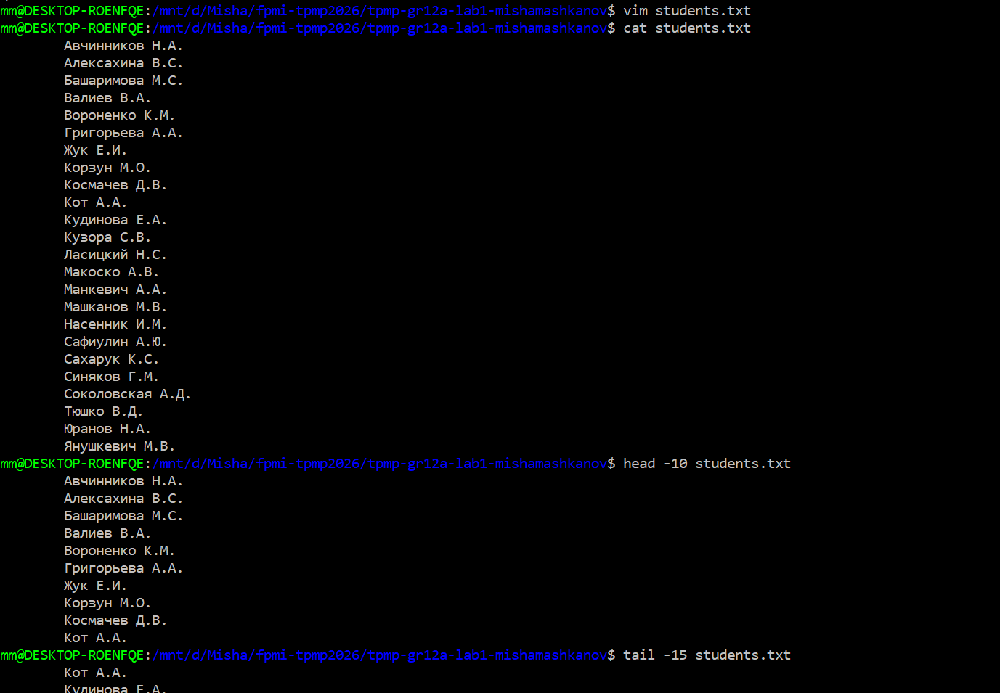 mm@DESKTOP-ROENFQE:/mnt/d/Misha/fpmi-tpmp2026/tpmp-gr12a-lab1-mishamashkanov$ vim students.txt
mm@DESKTOP-ROENFQE:/mnt/d/Misha/fpmi-tpmp2026/tpmp-gr12a-lab1-mishamashkanov$ cat students.txt
Авчинников Н.А.
Алексахина В.С.
Башаримова М.С.
Валиев В.А.
Вороненко К.М.
Григорьева А.А.
Жук Е.И.
Корзун М.О.
Космачев Д.В.
Кот А.А.
Кудинова Е.А.
Кузора С.В.
Ласицкий Н.С.
Макоско А.В.
Манкевич А.А.
Машканов М.В.
Насенник И.М.
Сафиулин А.Ю.
Сахарук К.С.
Синяков Г.М.
Соколовская А.Д.
Тюшко В.Д.
Юранов Н.А.
Янушкевич М.В.
mm@DESKTOP-ROENFQE:/mnt/d/Misha/fpmi-tpmp2026/tpmp-gr12a-lab1-mishamashkanov$ head -10 students.txt
Авчинников Н.А.
Алексахина В.С.
Башаримова М.С.
Валиев В.А.
Вороненко К.М.
Григорьева А.А.
Жук Е.И.
Корзун М.О.
Космачев Д.В.
Кот А.А.
mm@DESKTOP-ROENFQE:/mnt/d/Misha/fpmi-tpmp2026/tpmp-gr12a-lab1-mishamashkanov$ tail -15 students.txt
Кот А.А.
Кудинова Е.А.